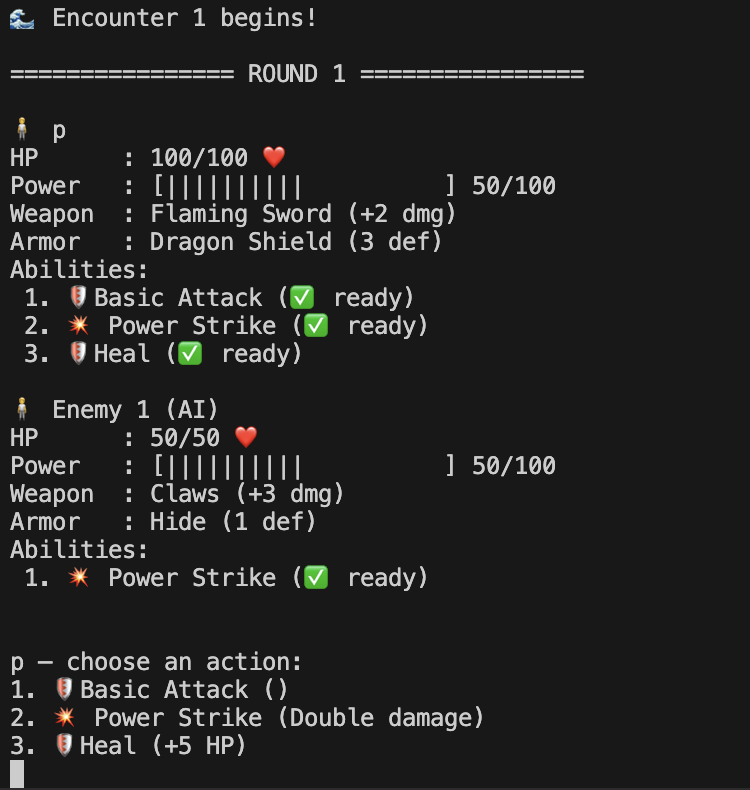 🌊 Encounter 1 begins!
================ ROUND 1 ================
🧍 p
HP      : 100/100 ❤️
Power   : [||||||||||          ] 50/100
Weapon  : Flaming Sword (+2 dmg)
Armor   : Dragon Shield (3 def)
Abilities:
 1. 🛡️Basic Attack (✅ ready)
 2. 💥 Power Strike (✅ ready)
 3. 🛡️Heal (✅ ready)
🧍 Enemy 1 (AI)
HP      : 50/50 ❤️
Power   : [||||||||||          ] 50/100
Weapon  : Claws (+3 dmg)
Armor   : Hide (1 def)
Abilities:
 1. 💥 Power Strike (✅ ready)
p — choose an action:
1. 🛡️Basic Attack ()
2. 💥 Power Strike (Double damage)
3. 🛡️Heal (+5 HP)